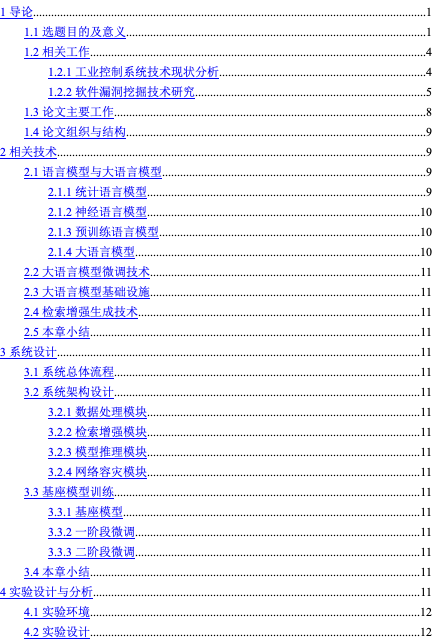 1 导论 1
1.1 选题目的及意义 1
1.2 相关工作 4
1.2.1 工业控制系统技术现状分析 4
1.2.2 软件漏洞挖掘技术研究 5
1.3 论文主要工作 8
1.4 论文组织与结构 9
2 相关技术 9
2.1 语言模型与大语言模型 9
2.1.1 统计语言模型 9
2.1.2 神经语言模型 10
2.1.3 预训练语言模型 10
2.1.4 大语言模型 10
2.2 大语言模型微调技术 11
2.3 大语言模型基础设施 11
2.4 检索增强生成技术 11
2.5 本章小结 11
3 系统设计 11
3.1 系统总体流程 11
3.2 系统架构设计 11
3.2.1 数据处理模块 11
3.2.2 检索增强模块 11
3.2.3 模型推理模块 11
3.2.4 网络容灾模块 11
3.3 基座模型训练 11
3.3.1 基座模型 11
3.3.2 一阶段微调 11
3.3.3 二阶段微调 11
3.4 本章小结 11
4 实验设计与分析 11
4.1 实验环境 12
4.2 实验设计 12